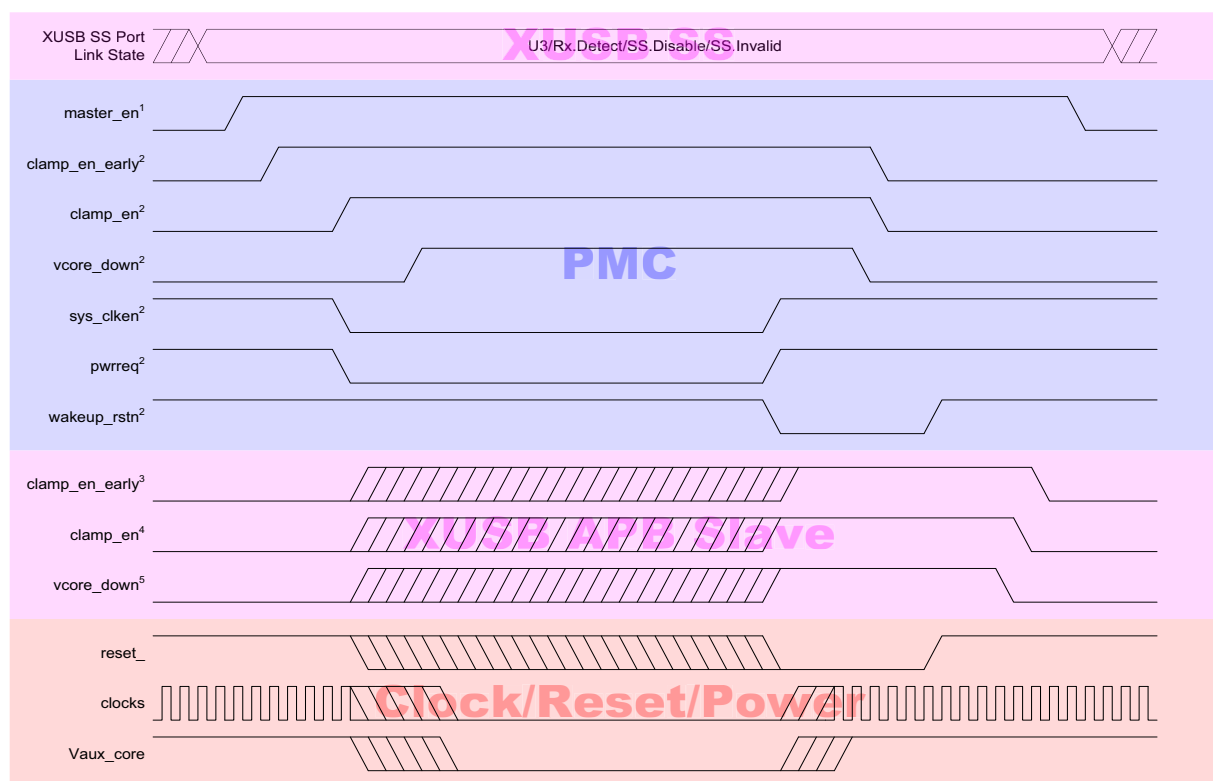 XUSB SS Port
Link State
XUSB SS
U3/Rx.Detect/SS.Disable/SS.Invalid
master_en¹
clamp_en_early²
clamp_en²
vcore_down²
PMC
sys_clken²
pwrreq²
wakeup_rstn²
clamp_en_early³
clamp_en⁴
XUSB APB Slave
vcore_down⁵
reset_
clocks
Clock/Reset/Power
Vaux_core